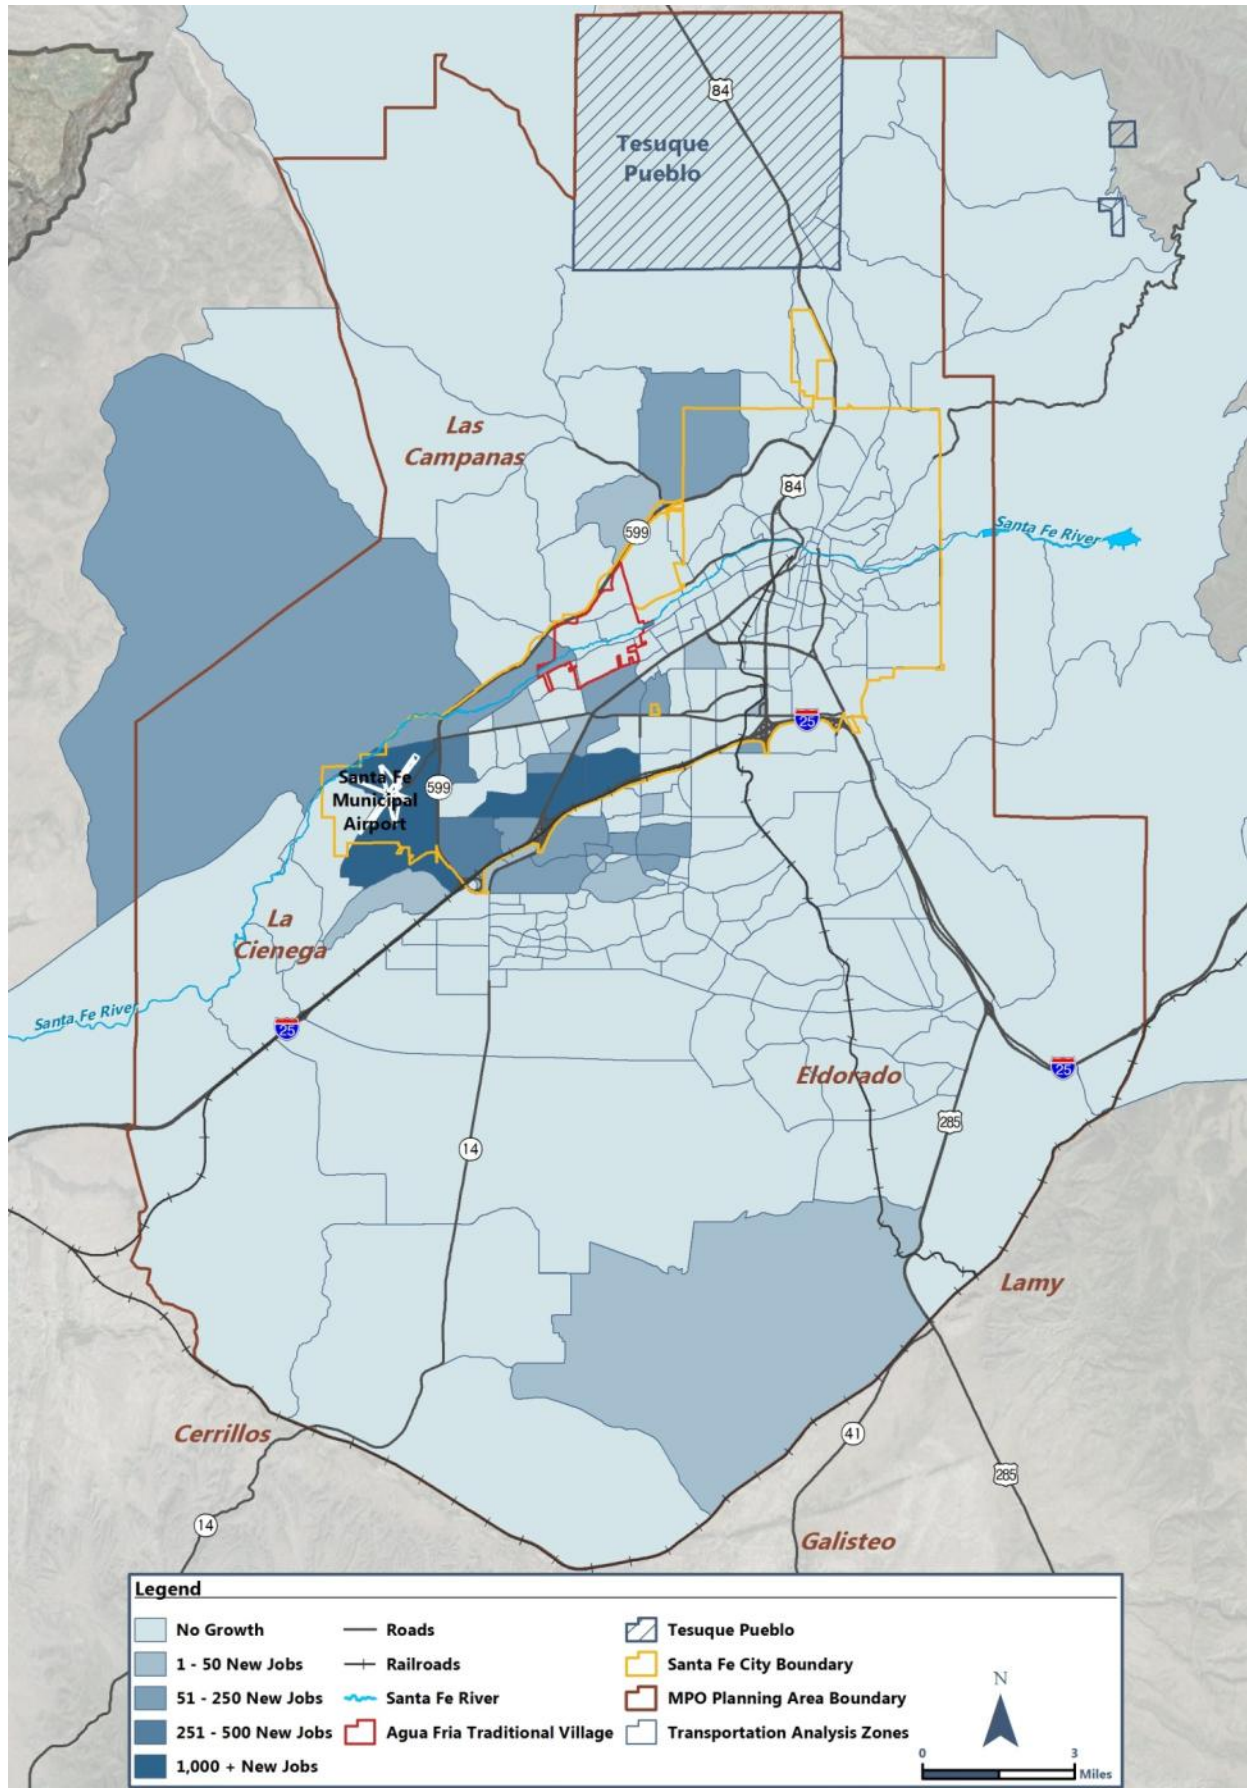 84
Tesuque
Pueblo
Las
Campanas
84
599
Santa Fe River
25
Santa Fe
Municipal
Airport
599
La
Cienega
Santa Fe River
25
Eldorado
25
285
14
Lamy
Cerrillos
41
285
14
Galisteo
Legend
No Growth
Roads
Tesuque Pueblo
1 - 50 New Jobs
Railroads
Santa Fe City Boundary
51 - 250 New Jobs
Santa Fe River
MPO Planning Area Boundary
251 - 500 New Jobs
Agua Fria Traditional Village
Transportation Analysis Zones
1,000 + New Jobs
N
0 3
Miles